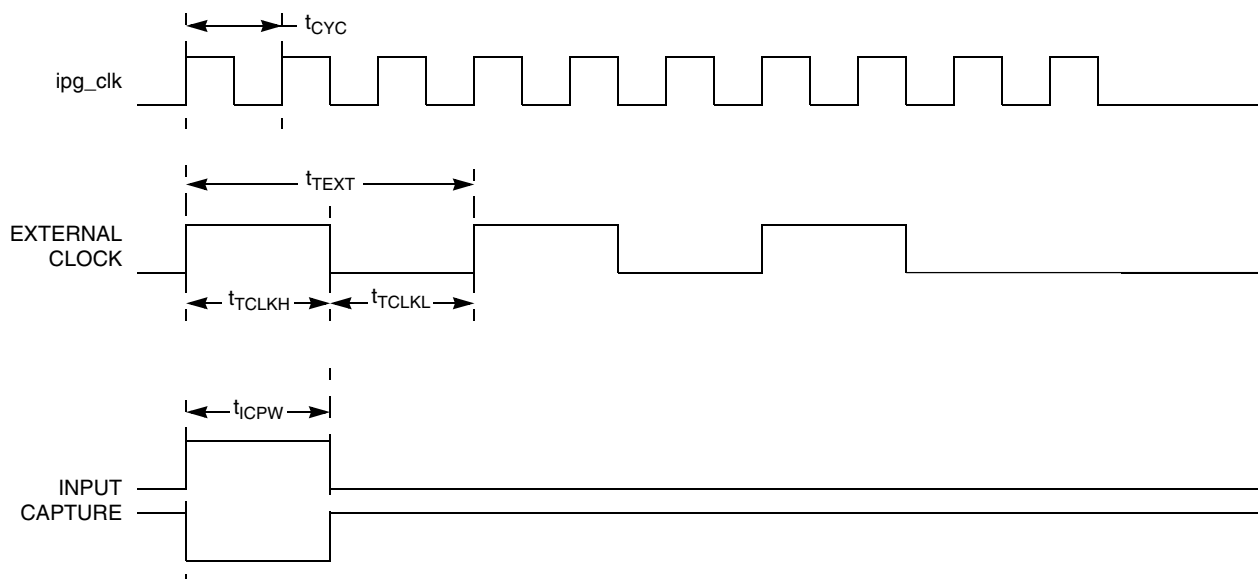 tCYC
ipg_clk
tTEXT
EXTERNAL
CLOCK
tTCLKH
tTCLKL
tICPW
INPUT
CAPTURE